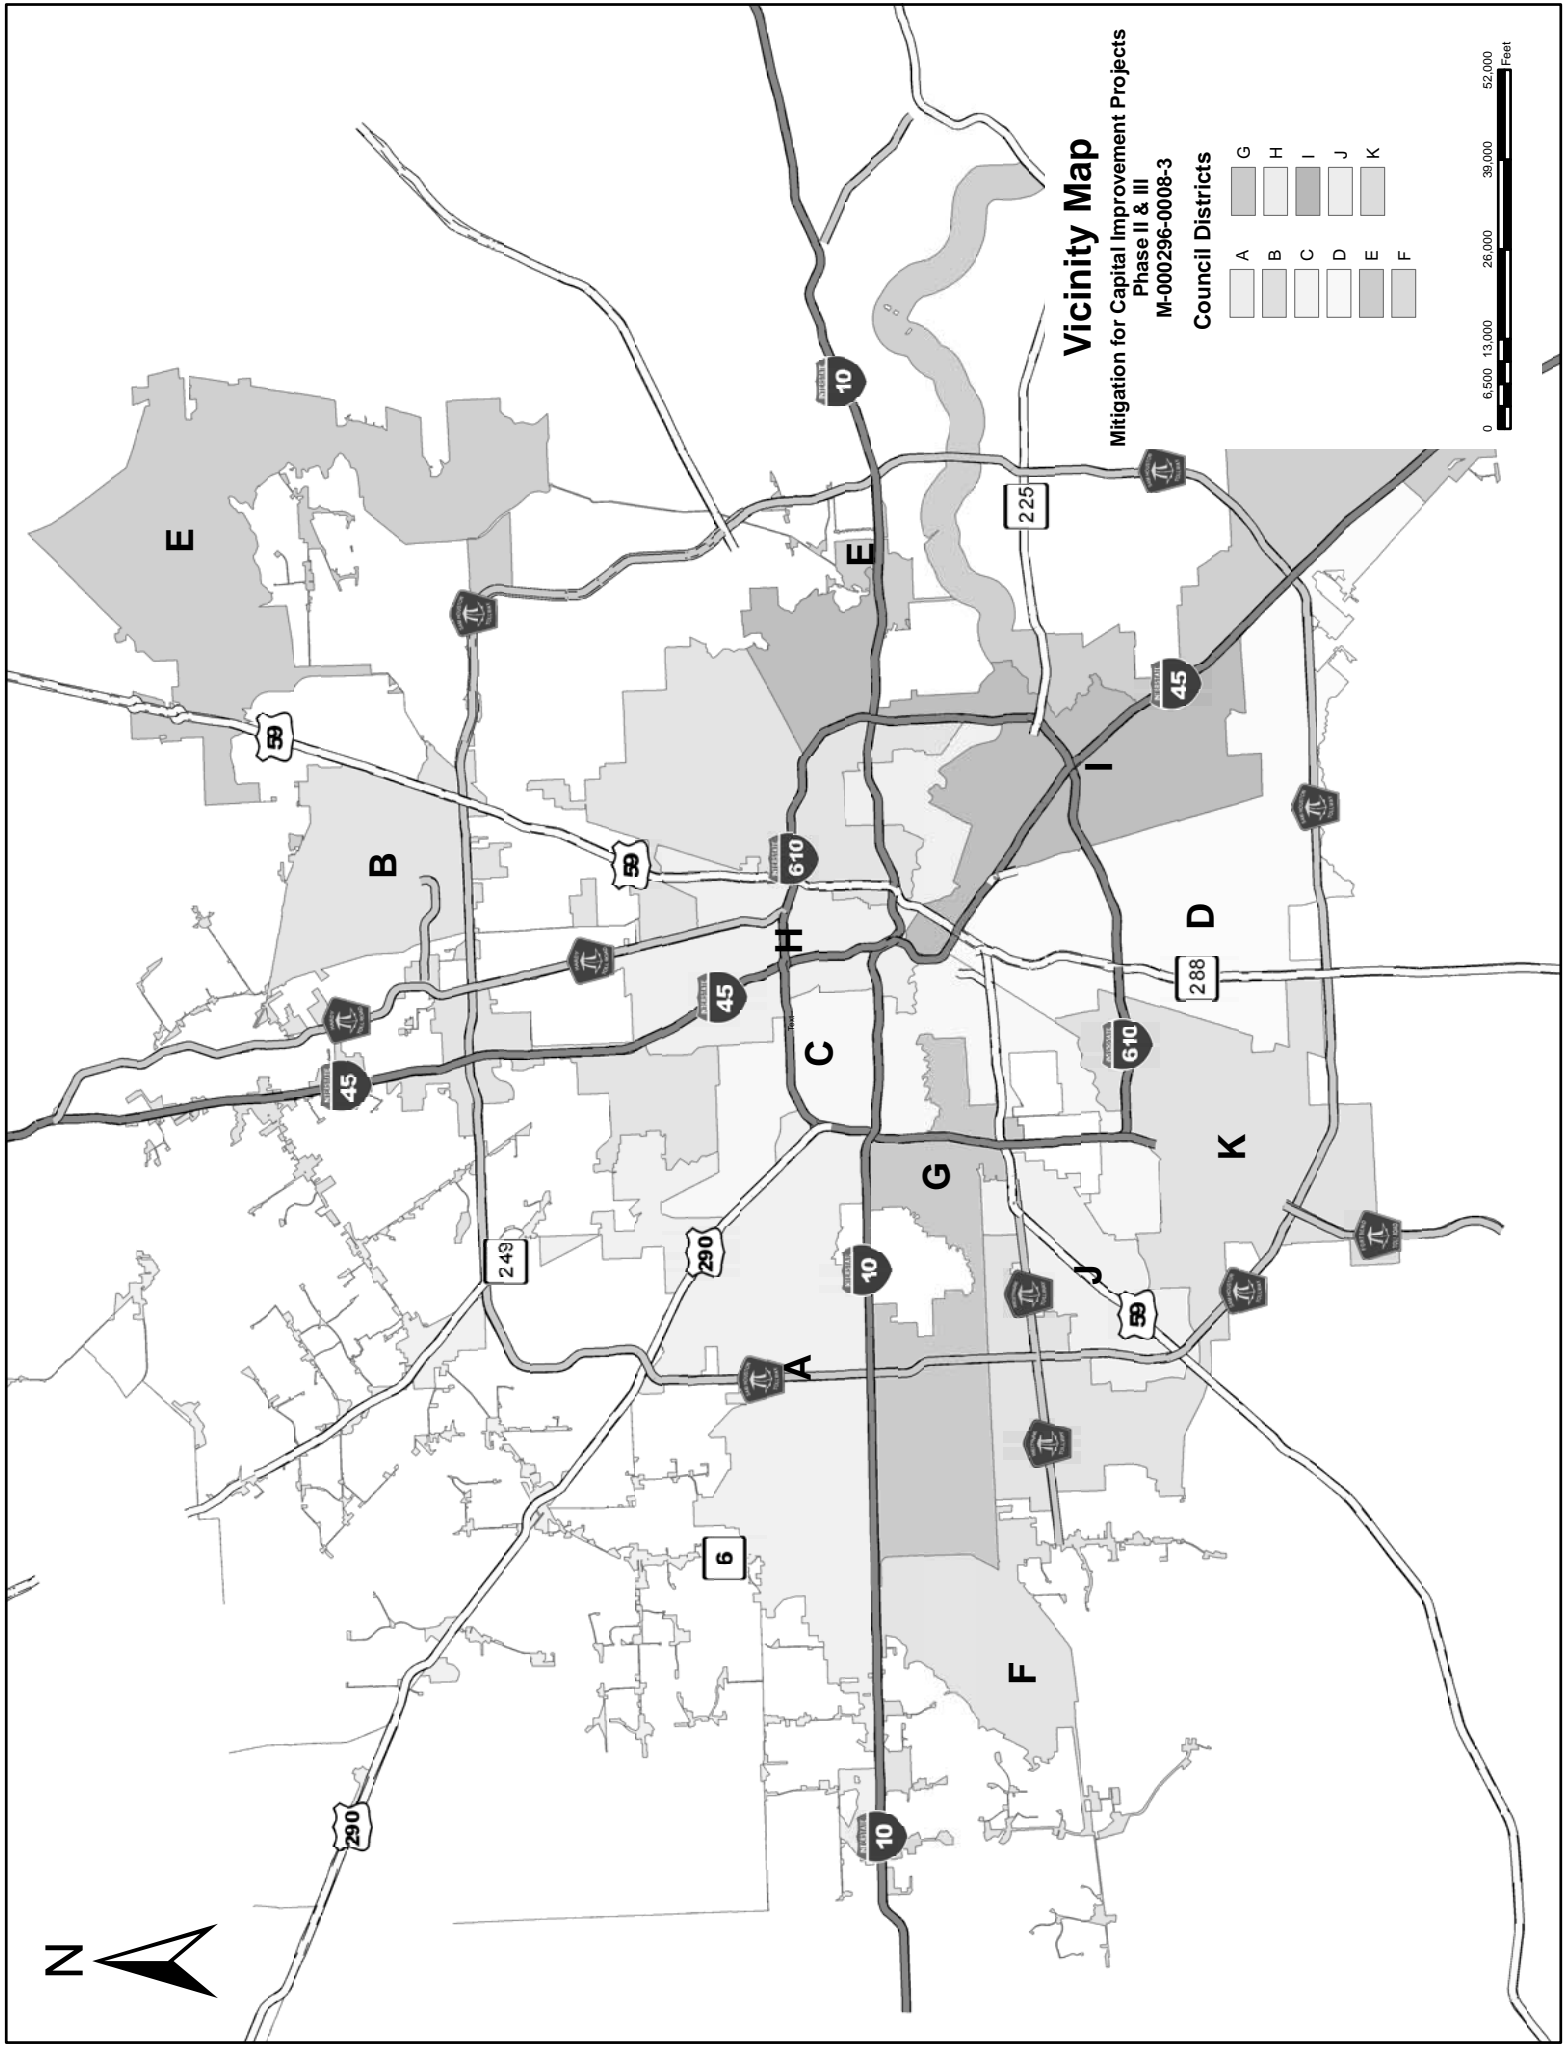 N
Vicinity Map
Mitigation for Capital Improvement Projects
Phase II & III
M-000296-0008-3
Council Districts
A
B
C
D
E
F
G
H
I
J
K
0 6,500 13,000 26,000 39,000 52,000
Feet
E
59
B
45
249
290
290
6
59
45
610
H
Text
C
A
10
10
10
E
G
F
J
59
225
I
45
610
288
D
K